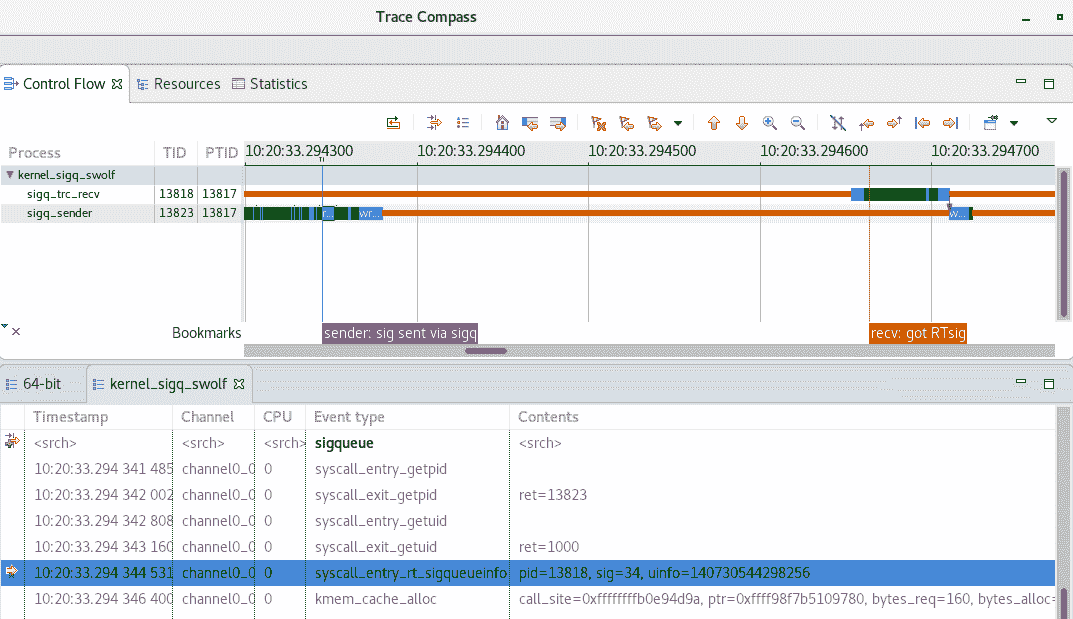 Trace Compass
Control Flow Resources Statistics
Process TID PTID 10:20:33.294300 10:20:33.294400 10:20:33.294500 10:20:33.294600 10:20:33.294700
kernel_sigq_swolf
sigq_trc_recv 13818 13817
sigq_sender 13823 13817 r... wr... w...
Bookmarks sender: sig sent via sigq recv: got RTsig
64-bit kernel_sigq_swolf
Timestamp Channel CPU Event type Contents
<srch> <srch> <srch> sigqueue <srch>
10:20:33.294 341 485 channel0_0 0 syscall_entry_getpid
10:20:33.294 342 002 channel0_0 0 syscall_exit_getpid ret=13823
10:20:33.294 342 808 channel0_0 0 syscall_entry_getuid
10:20:33.294 343 160 channel0_0 0 syscall_exit_getuid ret=1000
10:20:33.294 344 531 channel0_0 0 syscall_entry_rt_sigqueueinfo pid=13818, sig=34, uinfo=140730544298256
10:20:33.294 346 400 channel0_0 0 kmem_cache_alloc call_site=0xffffffffb0e94d9a, ptr=0xffff98f7b5109780, bytes_req=160, bytes_alloc=